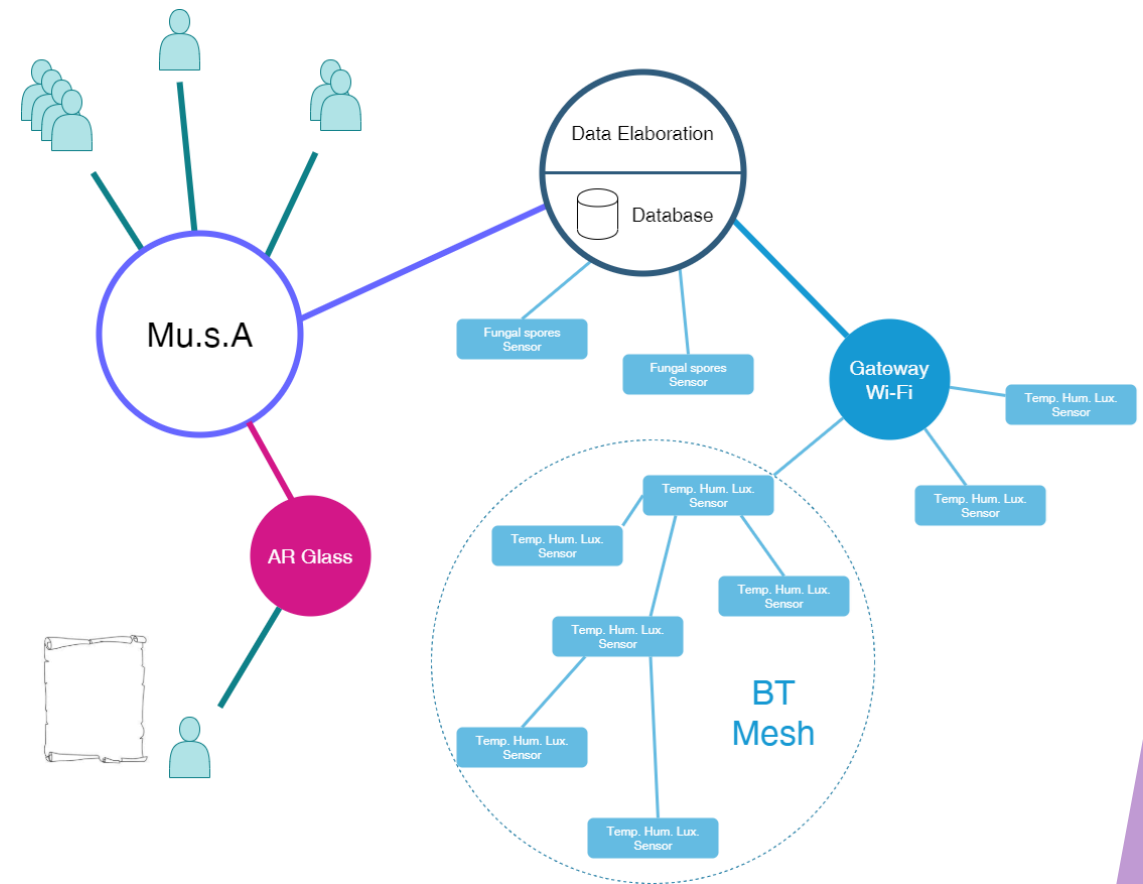 Data Elaboration
Database
Mu.s.A
Fungal spores
Sensor
Fungal spores
Sensor
Gateway
Wi-Fi
Temp. Hum. Lux.
Sensor
Temp. Hum. Lux.
Sensor
Temp. Hum. Lux.
Sensor
Temp. Hum. Lux.
Sensor
AR Glass
Temp. Hum. Lux.
Sensor
Temp. Hum. Lux.
Sensor
BT
Mesh
Temp. Hum. Lux.
Sensor
Temp. Hum. Lux.
Sensor